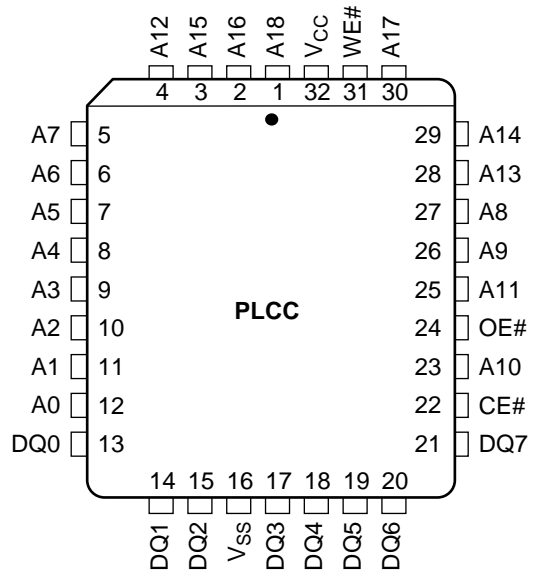 A12 A15 A16 A18 VCC WE# A17
4 3 2 1 32 31 30
A7 5 29 A14
A6 6 28 A13
A5 7 27 A8
A4 8 26 A9
A3 9 25 A11
PLCC
A2 10 24 OE#
A1 11 23 A10
A0 12 22 CE#
DQ0 13 21 DQ7
14 15 16 17 18 19 20
DQ1 DQ2 VSS DQ3 DQ4 DQ5 DQ6